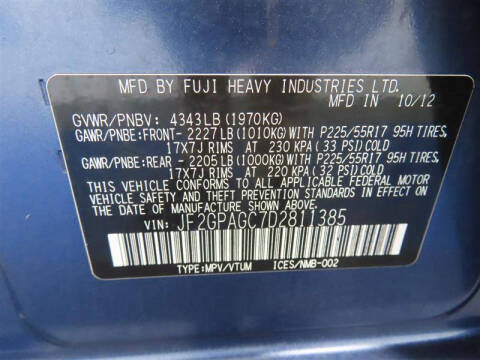 MFD BY FUJI HEAVY INDUSTRIES LTD.
MFD IN 10/12
GVWR/PNBV: 4343LB (1970KG)
GAWR/PNBE:FRONT- 2227LB (1010KG) WITH P225/55R17 95H TIRES,
17X7J RIMS AT 230 KPA (33 PSI) COLD
GAWR/PNBE:REAR - 2205LB (1000KG) WITH P225/55R17 95H TIRES,
17X7J RIMS AT 220 KPA (32 PSI) COLD
THIS VEHICLE CONFORMS TO ALL APPLICABLE FEDERAL MOTOR
VEHICLE SAFETY AND THEFT PREVENTION STANDARDS IN EFFECT ON
THE DATE OF MANUFACTURE SHOWN ABOVE.
VIN: JF2GPAGC7D2811385
TYPE:MPV/VTUM ICES/NMB-002